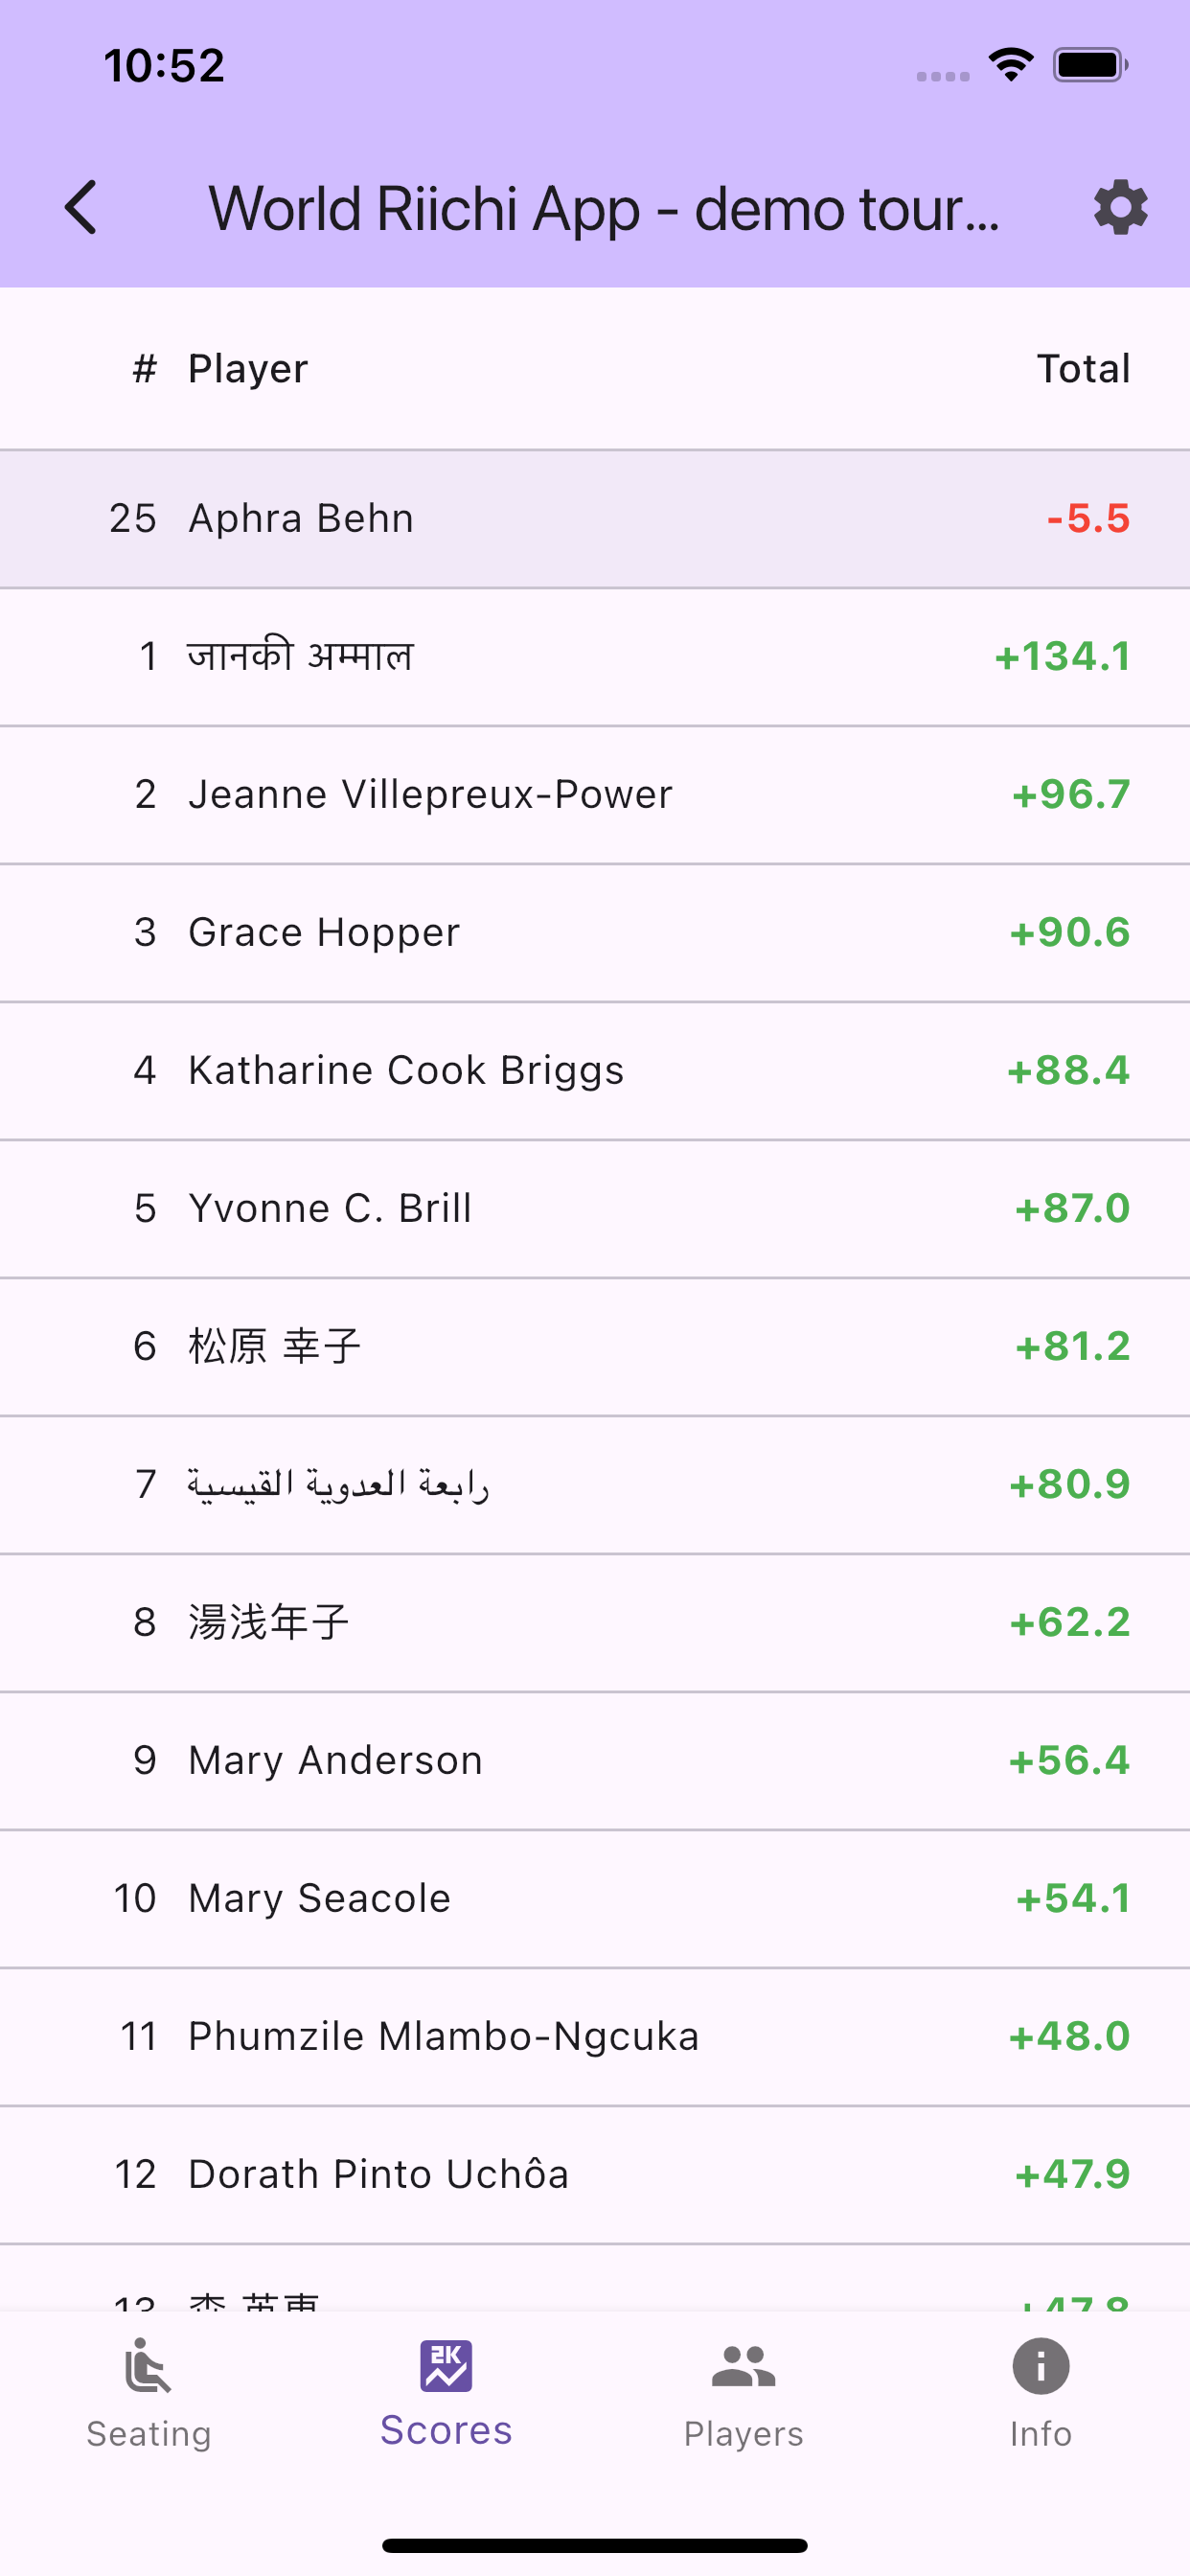 10:52
World Riichi App - demo tour...
# Player Total
25 Aphra Behn -5.5
1 जानकी अम्माल +134.1
2 Jeanne Villepreux-Power +96.7
3 Grace Hopper +90.6
4 Katharine Cook Briggs +88.4
5 Yvonne C. Brill +87.0
6 松原 幸子 +81.2
7 رابعة العدوية القيسية +80.9
8 湯浅年子 +62.2
9 Mary Anderson +56.4
10 Mary Seacole +54.1
11 Phumzile Mlambo-Ngcuka +48.0
12 Dorath Pinto Uchôa +47.9
13 +47.8
2K
Seating Scores Players Info